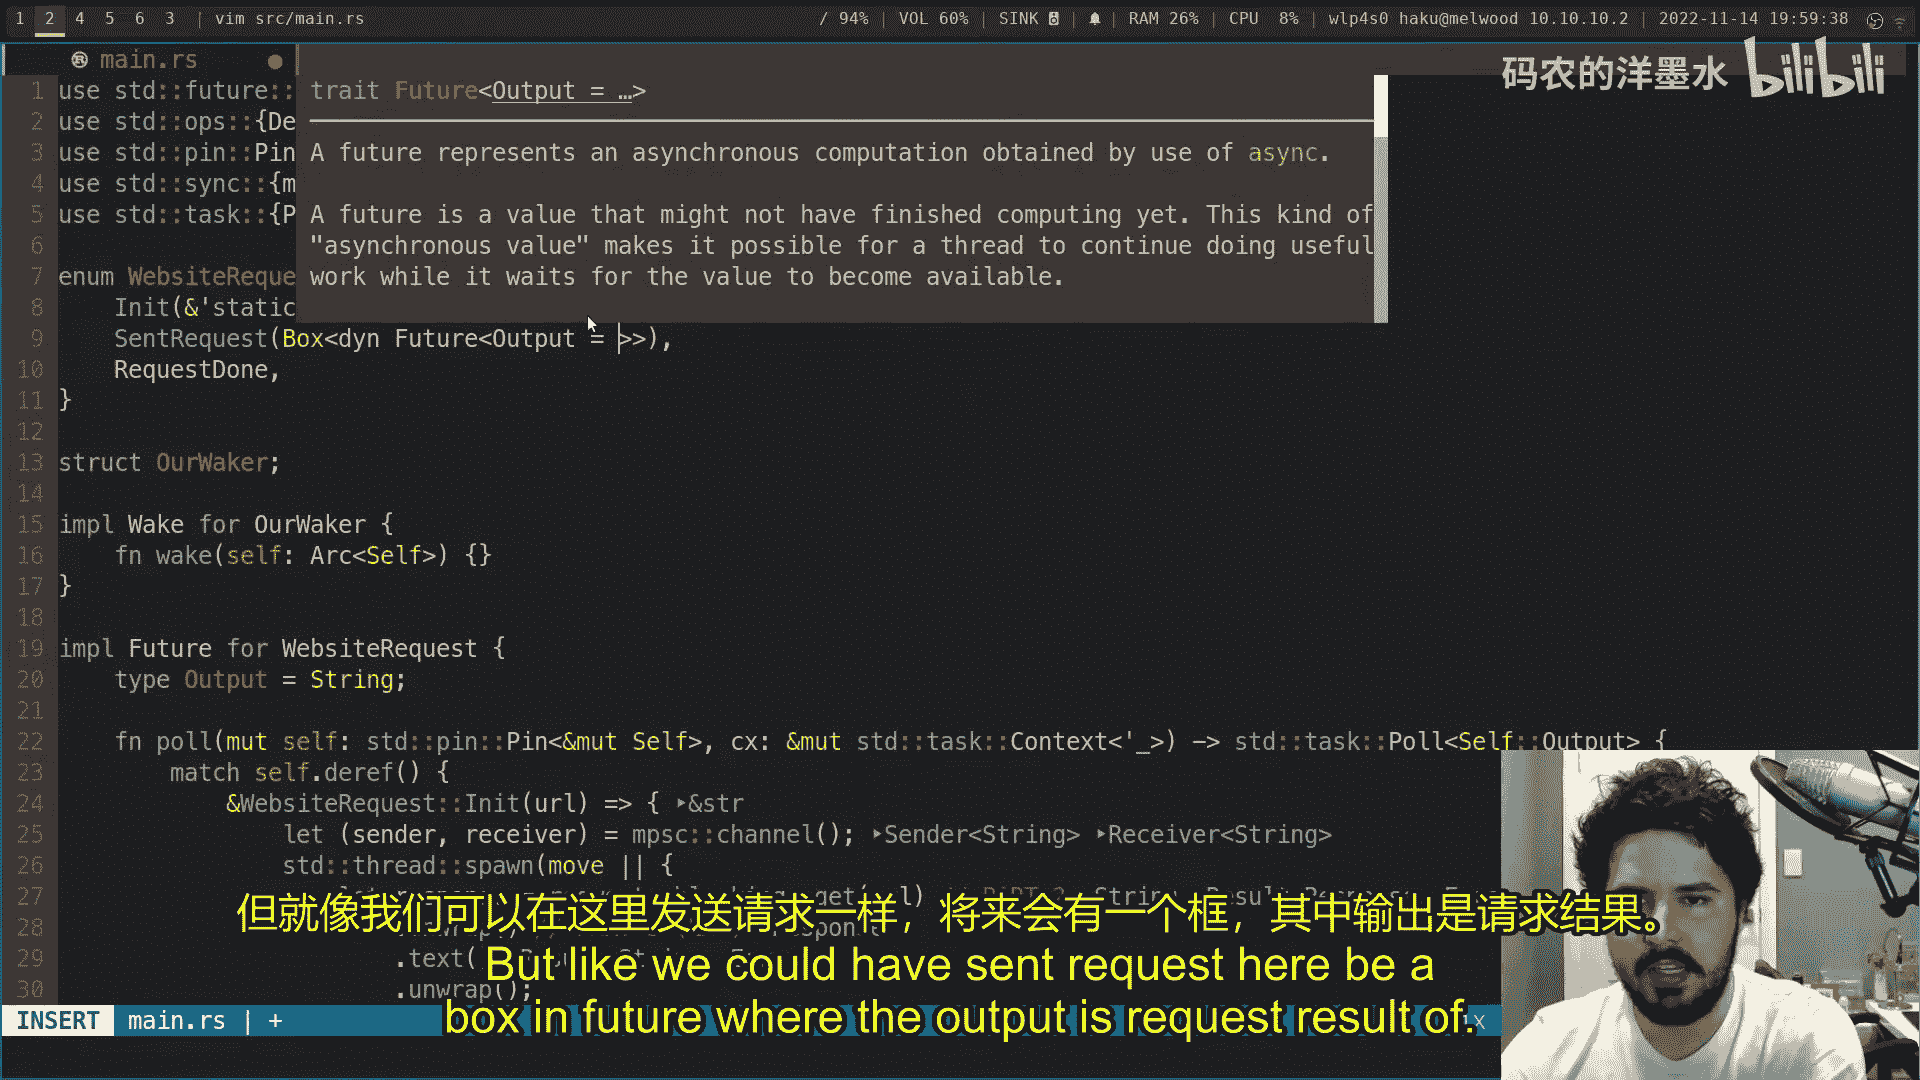 1 2 4 5 6 3 | vim src/main.rs
/ 94% | VOL 60% | SINK | | RAM 26% | CPU 8% | wlp4s0 haku@melwood 10.10.10.2 | 2022-11-14 19:59:38
main.rs
码农的洋墨水 bilibili
1 use std::future::
trait Future<Output = …>
2 use std::ops::{De
3 use std::pin::Pin
A future represents an asynchronous computation obtained by use of async.
4 use std::sync::{m
5 use std::task::{P
A future is a value that might not have finished computing yet. This kind of
6
"asynchronous value" makes it possible for a thread to continue doing useful
7 enum WebsiteReque
work while it waits for the value to become available.
8     Init(&'static
9     SentRequest(Box<dyn Future<Output = >>),
10     RequestDone,
11 }
12
13 struct OurWaker;
14
15 impl Wake for OurWaker {
16     fn wake(self: Arc<Self>) {}
17 }
18
19 impl Future for WebsiteRequest {
20     type Output = String;
21
22     fn poll(mut self: std::pin::Pin<&mut Self>, cx: &mut std::task::Context<'_>) -> std::task::Poll<Self::Output> {
23         match self.deref() {
24             &WebsiteRequest::Init(url) => { ▸&str
25                 let (sender, receiver) = mpsc::channel(); ▸Sender<String> ▸Receiver<String>
26                 std::thread::spawn(move || {
27
28
29 .text(
30 .unwrap();
但就像我们可以在这里发送请求一样，将来会有一个框，其中输出是请求结果。
But like we could have sent request here be a
box in future where the output is request result of.
INSERT main.rs | +